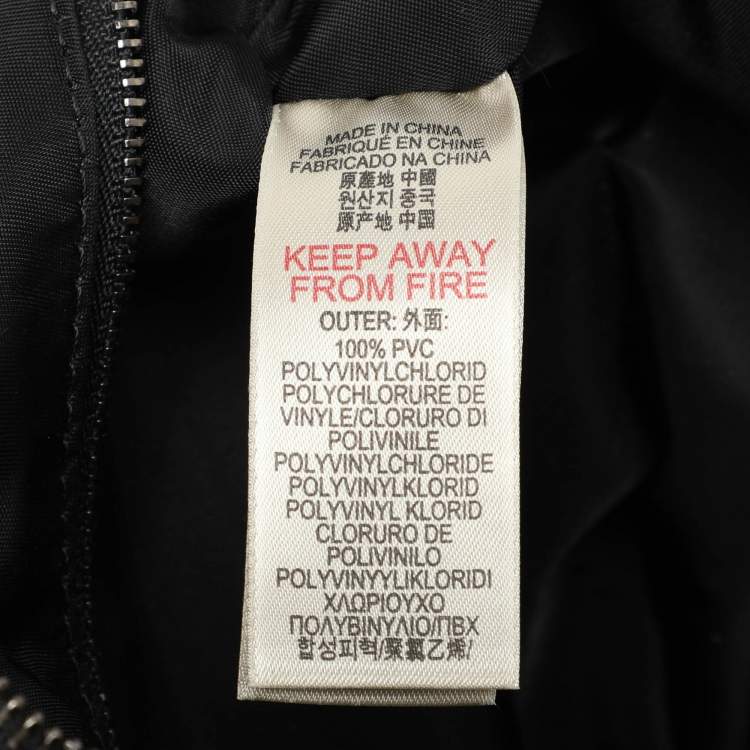 MADE IN CHINA
FABRIQUÉ EN CHINE
FABRICADO NA CHINA
原產地 中國
원산지 중국
原产地 中国
KEEP AWAY
FROM FIRE
OUTER: 外面:
100% PVC
POLYVINYLCHLORID
POLYCHLORURE DE
VINYLE/CLORURO DI
POLIVINILE
POLYVINYLCHLORIDE
POLYVINYLKLORID
POLYVINYL KLORID
CLORURO DE
POLIVINILO
POLYVINYYLIKLORIDI
ΧΛΩΡΙΟΥΧΟ
ΠΟΛΥΒΙΝΥΛΙΟ/ΠΒΧ
합성피혁/聚氯乙烯/